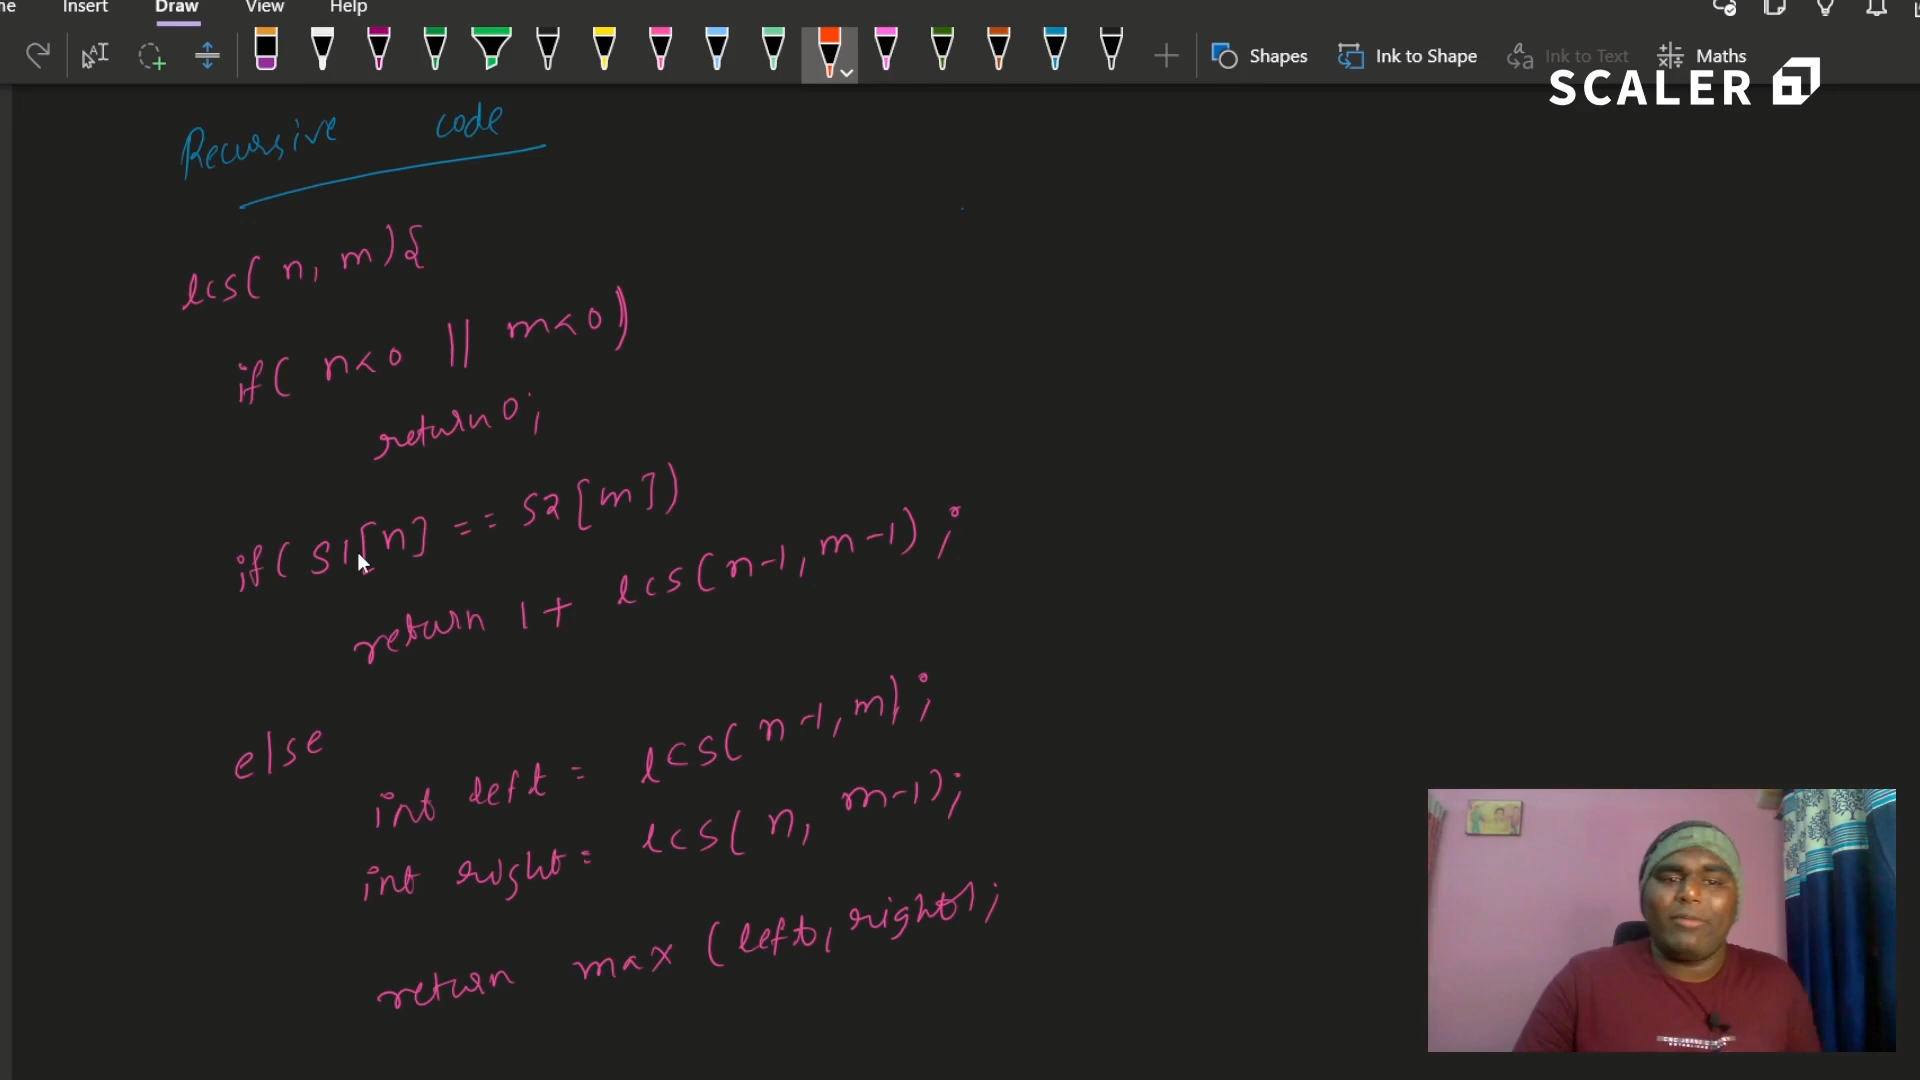 Insert Draw View Help
Shapes Ink to Shape Ink to Text Maths
SCALER
Recursive code
lcs(n, m){
if( n<0 || m<0)
return 0;
if( S1[n] == S2[m])
return 1 + lcs(n-1, m-1);
else
int left = lcs(n-1, m);
int right = lcs(n, m-1);
return max (left, right);